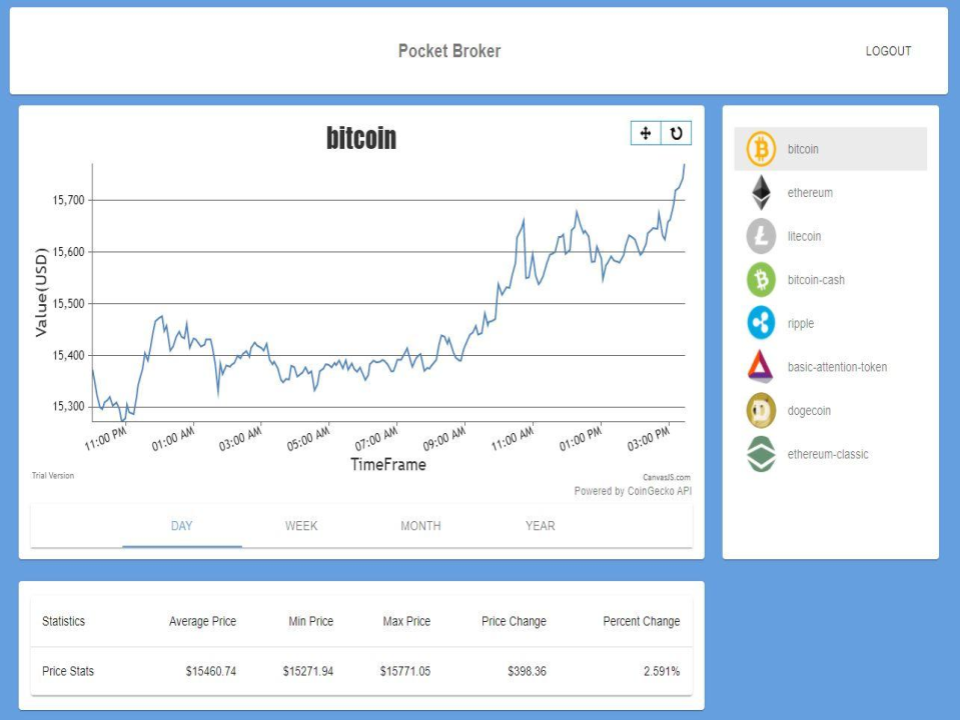 Pocket Broker
LOGOUT
bitcoin
Value(USD)
15,700
15,600
15,500
15,400
15,300
11:00 PM 01:00 AM 03:00 AM 05:00 AM 07:00 AM 09:00 AM 11:00 AM 01:00 PM 03:00 PM
TimeFrame
Trial Version
CanvasJS.com
Powered by CoinGecko API
DAY WEEK MONTH YEAR
bitcoin
ethereum
litecoin
bitcoin-cash
ripple
basic-attention-token
dogecoin
ethereum-classic
Statistics Average Price Min Price Max Price Price Change Percent Change
Price Stats $15460.74 $15271.94 $15771.05 $398.36 2.591%